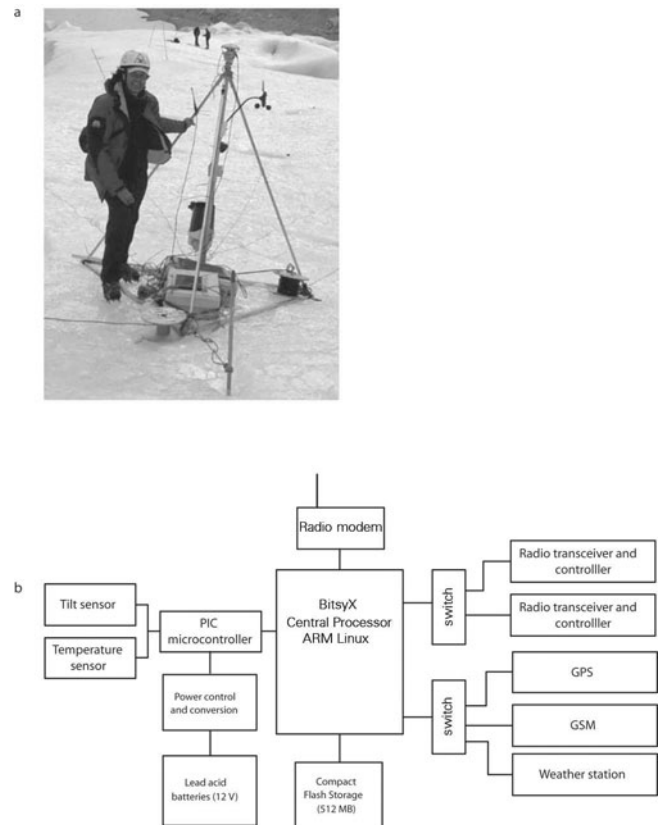 a
b
Radio modem
BitsyX
Central Processor
ARM Linux
Tilt sensor
Temperature
sensor
PIC
microcontroller
Power control
and conversion
Lead acid
batteries (12 V)
Compact
Flash Storage
(512 MB)
switch
Radio transceiver and
controlller
Radio transceiver and
controlller
switch
GPS
GSM
Weather station